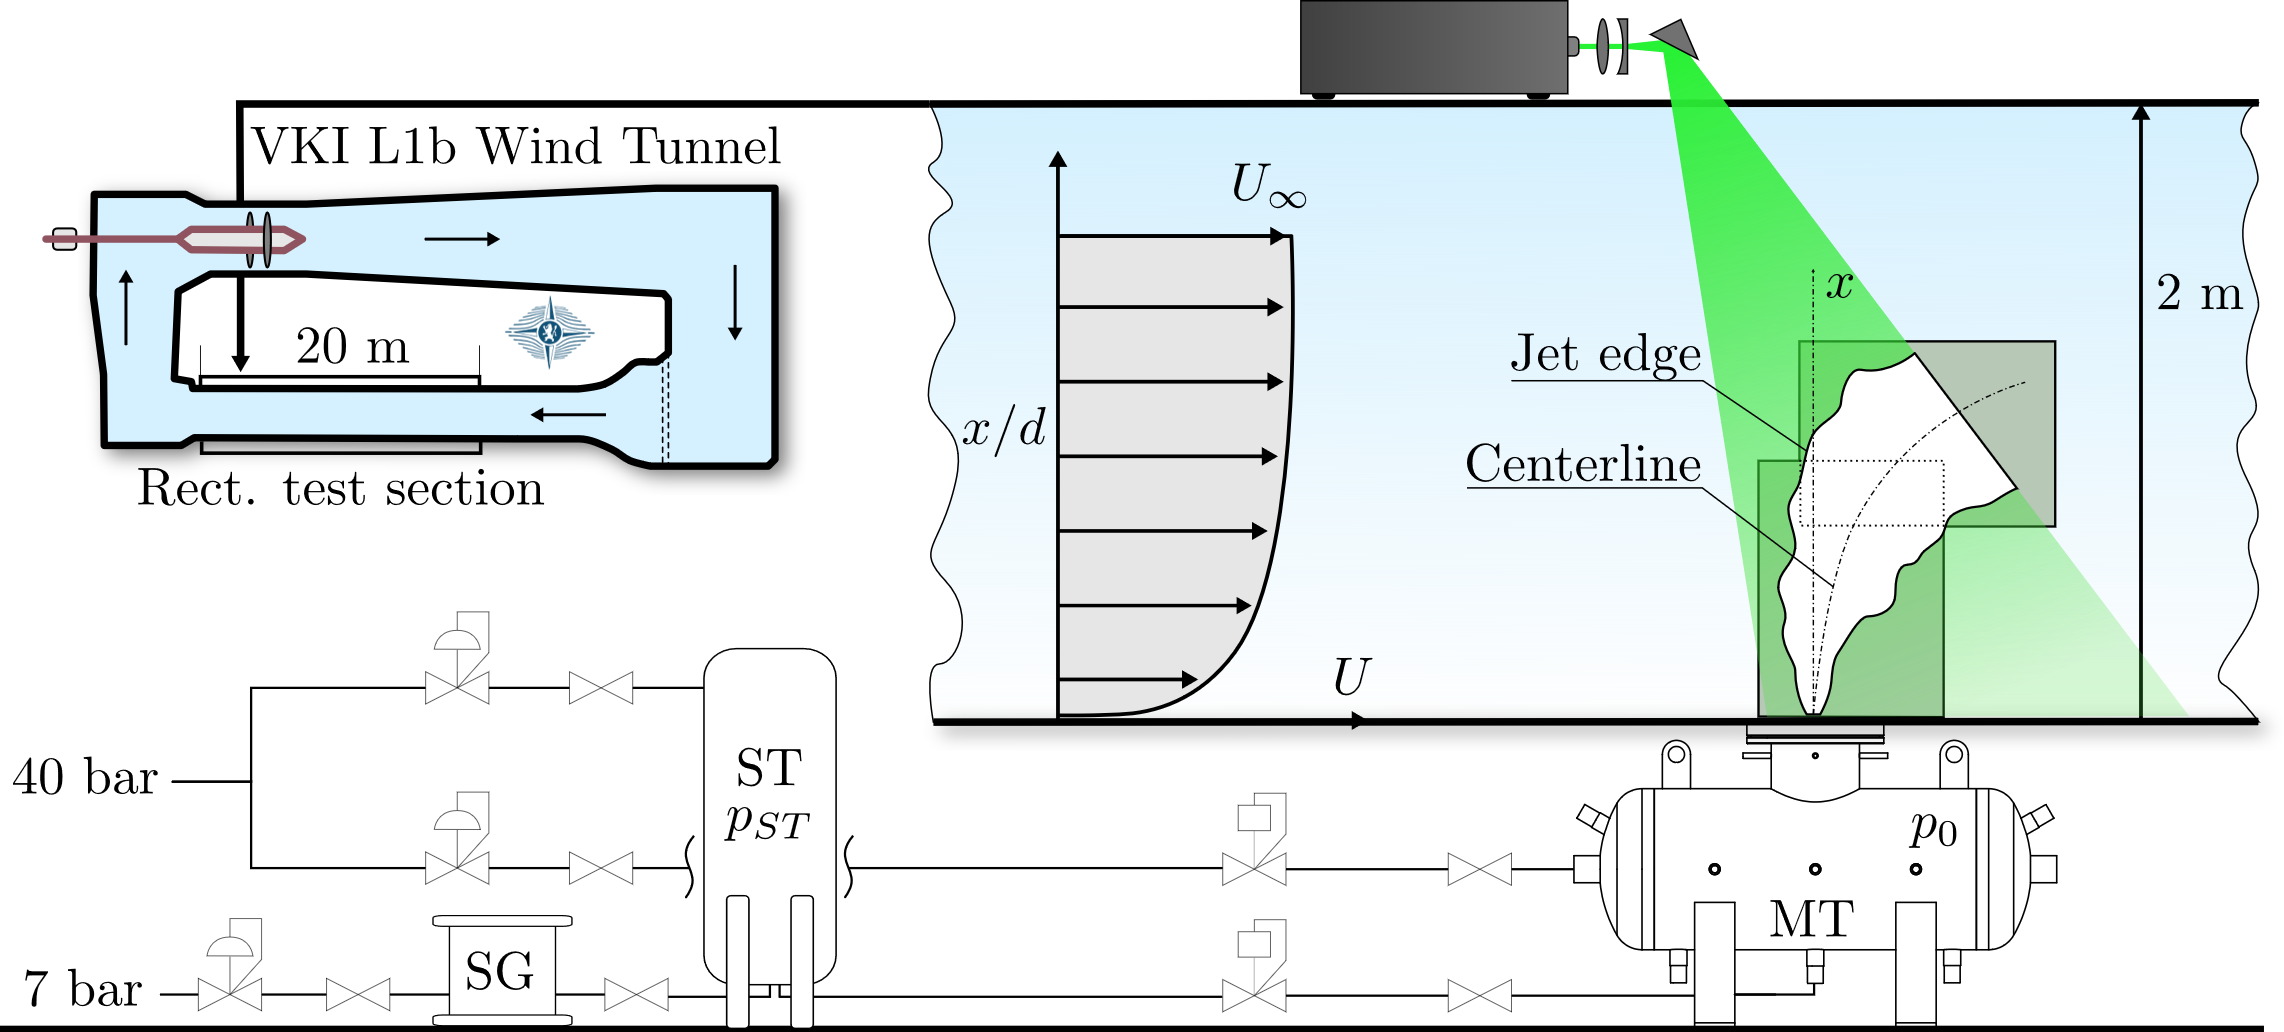 VKI L1b Wind Tunnel
20 m
Rect. test section
U∞
x/d
U
x
2 m
Jet edge
Centerline
40 bar
ST
pST
p0
MT
SG
7 bar